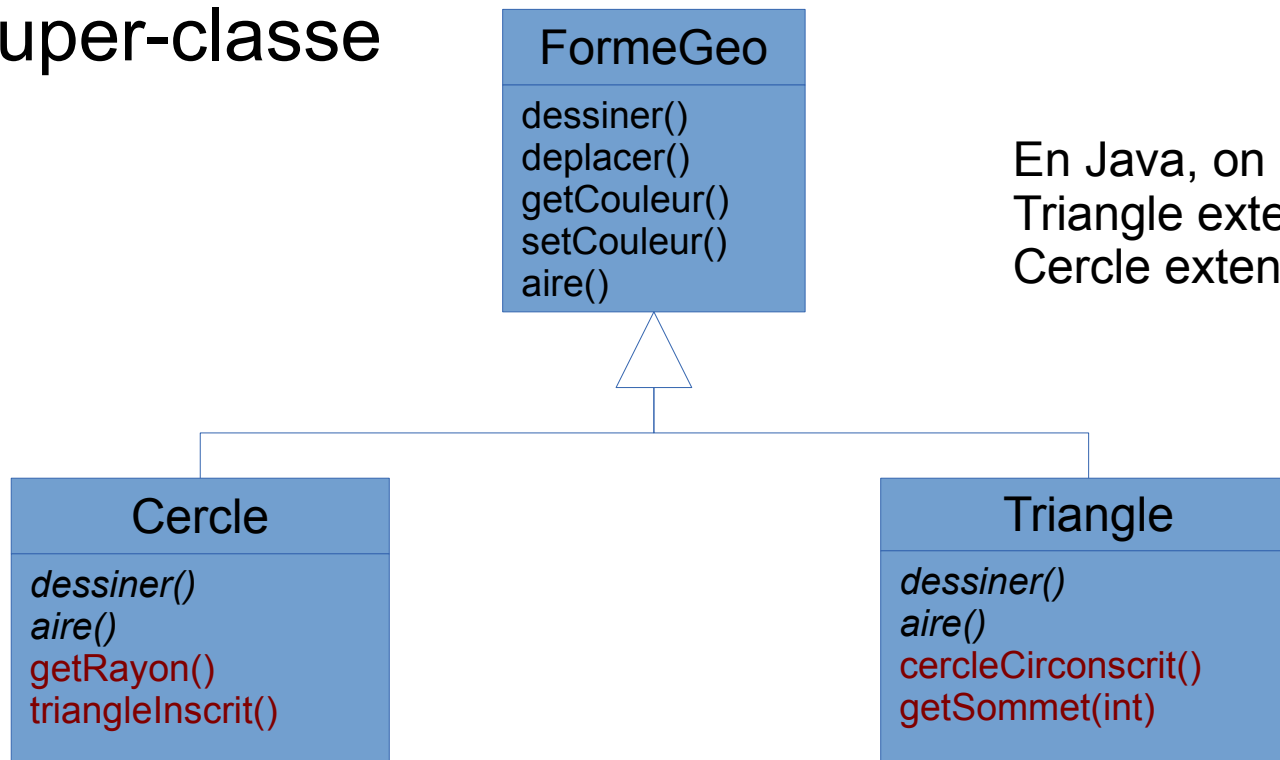 uper-classe
FormeGeo
dessiner()
deplacer()
getCouleur()
setCouleur()
aire()
En Java, on
Triangle exte
Cercle exten
Cercle
dessiner()
aire()
getRayon()
triangleInscrit()
Triangle
dessiner()
aire()
cercleCirconscrit()
getSommet(int)